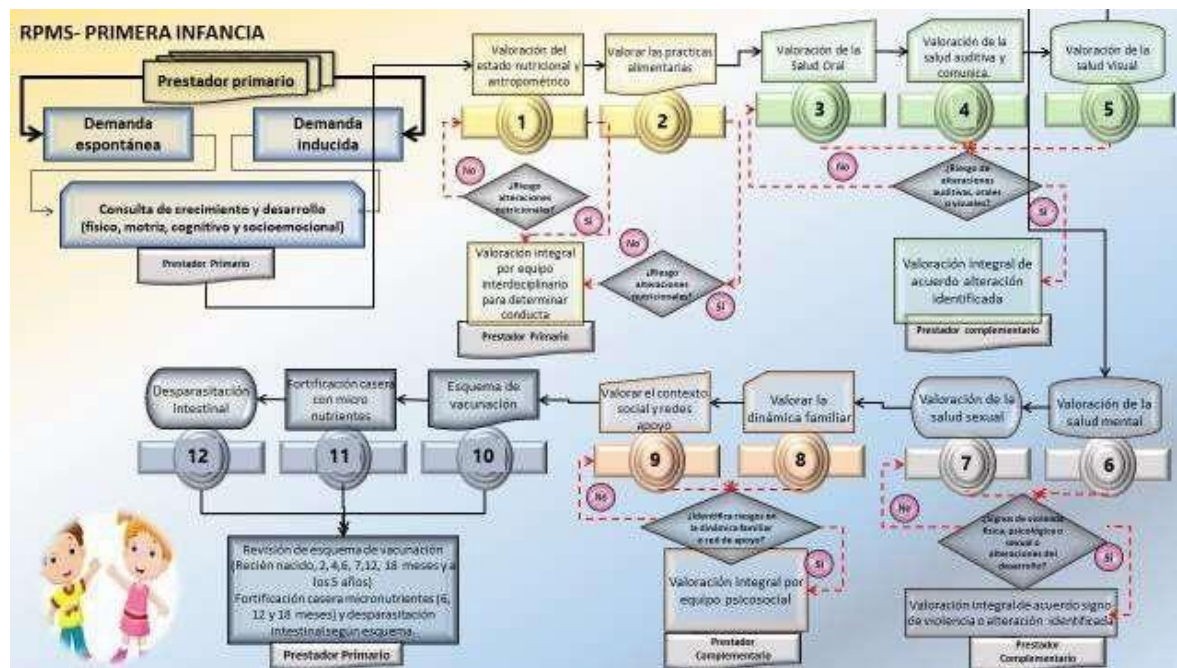 RPMS- PRIMERA INFANCIA
Prestador primario
Demanda
espontánea
Demanda
inducida
Consulta de crecimiento y desarrollo
(físico, motriz, cognitivo y socioemocional)
Prestador Primario
Valoración del
estado nutricional y
antropométrico
1
Valorar las practicas
alimentarias
2
No
¿Riesgo
alteraciones
nutricionales?
Si
Valoración integral
por equipo
interdisciplinario
para determinar
conducta
Prestador Primario
No
¿Riesgo
alteraciones
nutricionales?
Si
Valoración de la
Salud Oral
3
Valoración de la
salud auditiva y
comunica.
4
Valoración de la
salud Visual
5
No
¿Riesgo de
alteraciones
auditivas, orales
o visuales?
Si
Valoración integral de
acuerdo alteración
identificada
Prestador complementario
Valoración de la
salud mental
6
Valoración de la
salud sexual
7
No
¿Signos de violencia
física, psicológica o
sexual o
alteraciones del
desarrollo?
Si
Valoración integral de acuerdo signo
de violencia o alteración identificada
Prestador
Complementario
Valorar la
dinámica familiar
8
Valorar el contexto
social y redes
apoyo
9
No
¿Identifica riesgos en
la dinámica familiar
o red de apoyo?
Si
Valoración integral por
equipo psicosocial
Prestador
Complementario
Esquema de
vacunación
10
Fortificación casera
con micro
nutrientes
11
Desparasitación
intestinal
12
Revisión de esquema de vacunación
(Recién nacido, 2, 4,6, 7,12, 18 meses y a
los 5 años)
Fortificación casera micronutrientes (6,
12 y 18 meses) y desparasitación
intestinal según esquema.
Prestador Primario